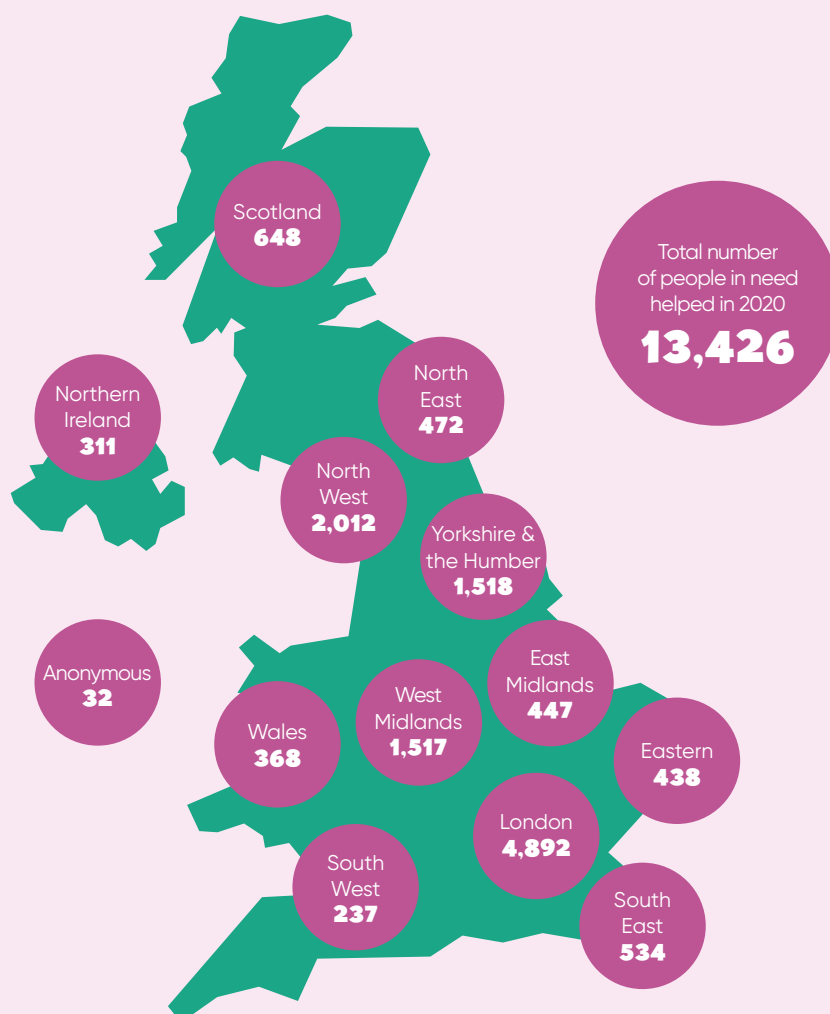 Scotland
648
Total number
of people in need
helped in 2020
13,426
Northern
Ireland
311
North
East
472
North
West
2,012
Yorkshire &
the Humber
1,518
Anonymous
32
East
Midlands
447
West
Midlands
1,517
Wales
368
Eastern
438
London
4,892
South
West
237
South
East
534